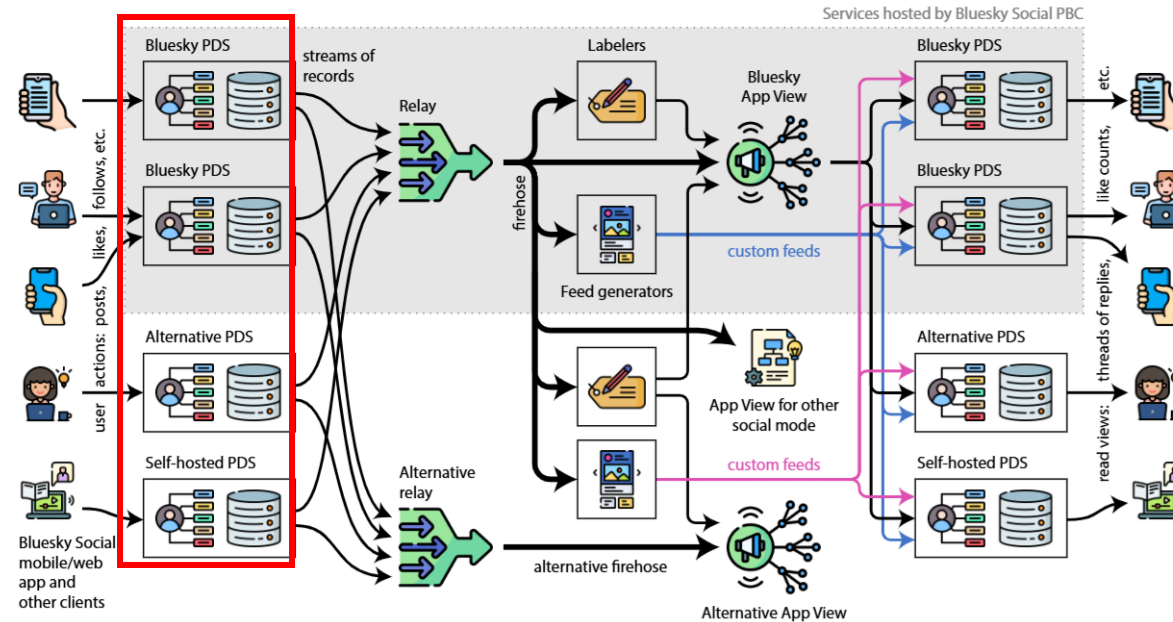 Services hosted by Bluesky Social PBC
Bluesky PDS
streams of
records
Labelers
Bluesky
App View
Bluesky PDS
etc.
Relay
follows, etc.
Bluesky PDS
firehose
Bluesky PDS
like counts,
likes,
custom feeds
Feed generators
user actions: posts,
Alternative PDS
App View for other
social mode
Alternative PDS
threads of replies,
Self-hosted PDS
Alternative
relay
custom feeds
Self-hosted PDS
read views:
Bluesky Social
mobile/web
app and
other clients
alternative firehose
Alternative App View